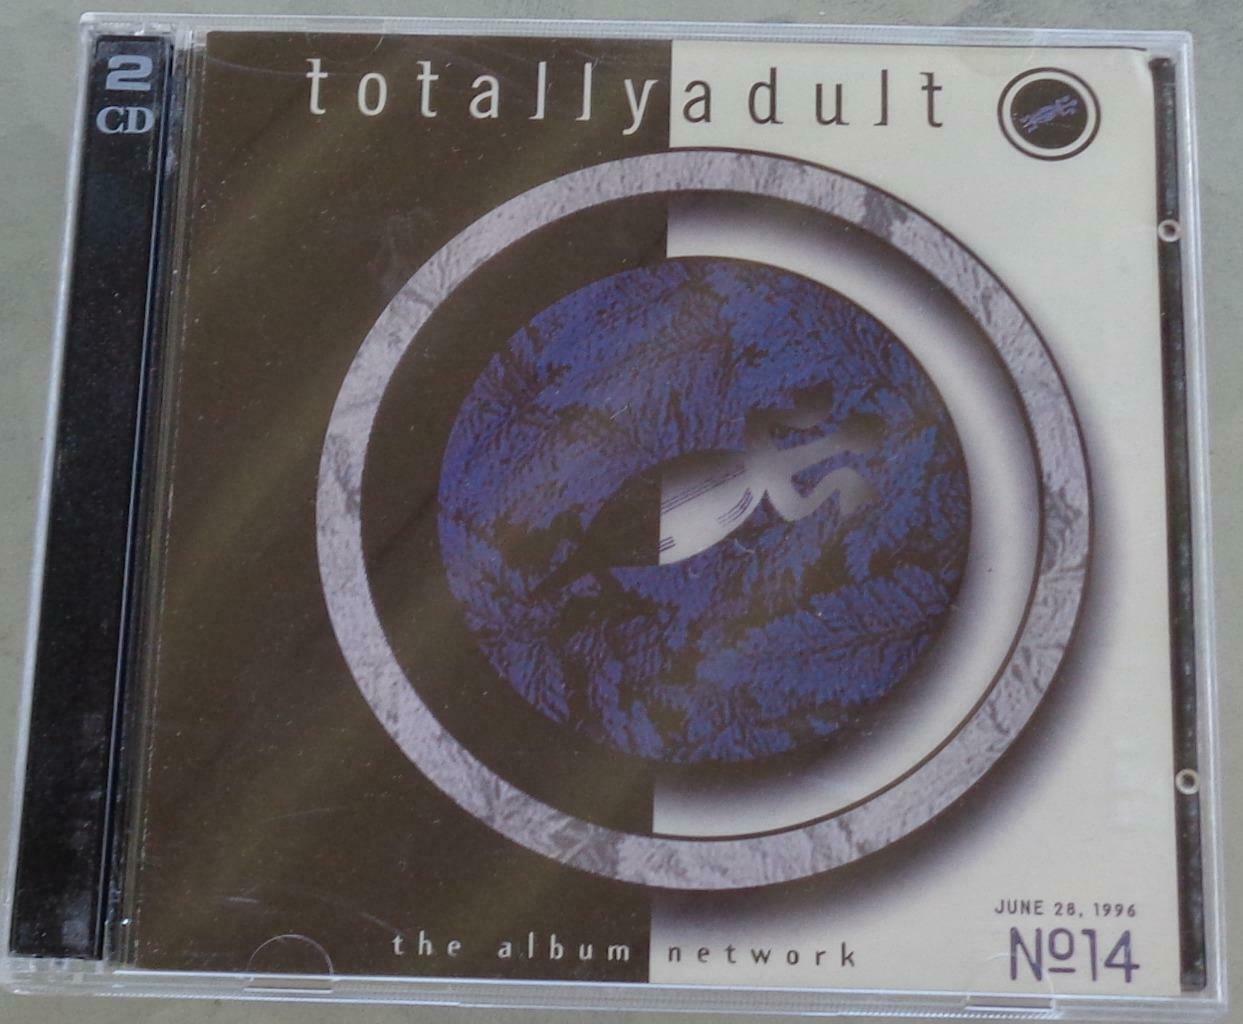 2
CD
totallyadult
the album network
JUNE 28, 1996
Nº14